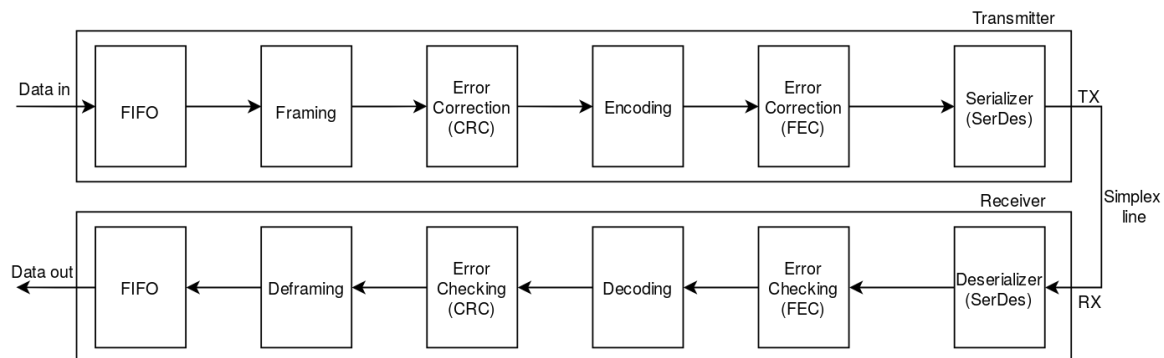 Transmitter
Data in
FIFO
Framing
Error
Correction
(CRC)
Encoding
Error
Correction
(FEC)
Serializer
(SerDes)
TX
Simplex
line
Receiver
Data out
FIFO
Deframing
Error
Checking
(CRC)
Decoding
Error
Checking
(FEC)
Deserializer
(SerDes)
RX